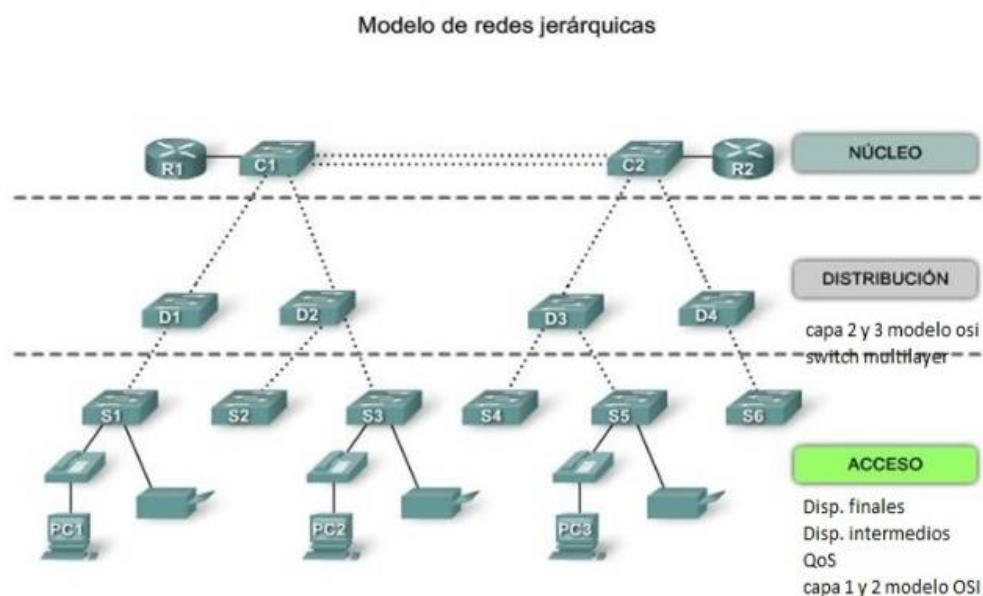 Modelo de redes jerárquicas
R1 C1 C2 R2 NÚCLEO
D1 D2 D3 D4 DISTRIBUCIÓN
capa 2 y 3 modelo osi
switch multilayer
S1 S2 S3 S4 S5 S6
ACCESO
Disp. finales
PC1 PC2 PC3
Disp. intermedios
QoS
capa 1 y 2 modelo OSI